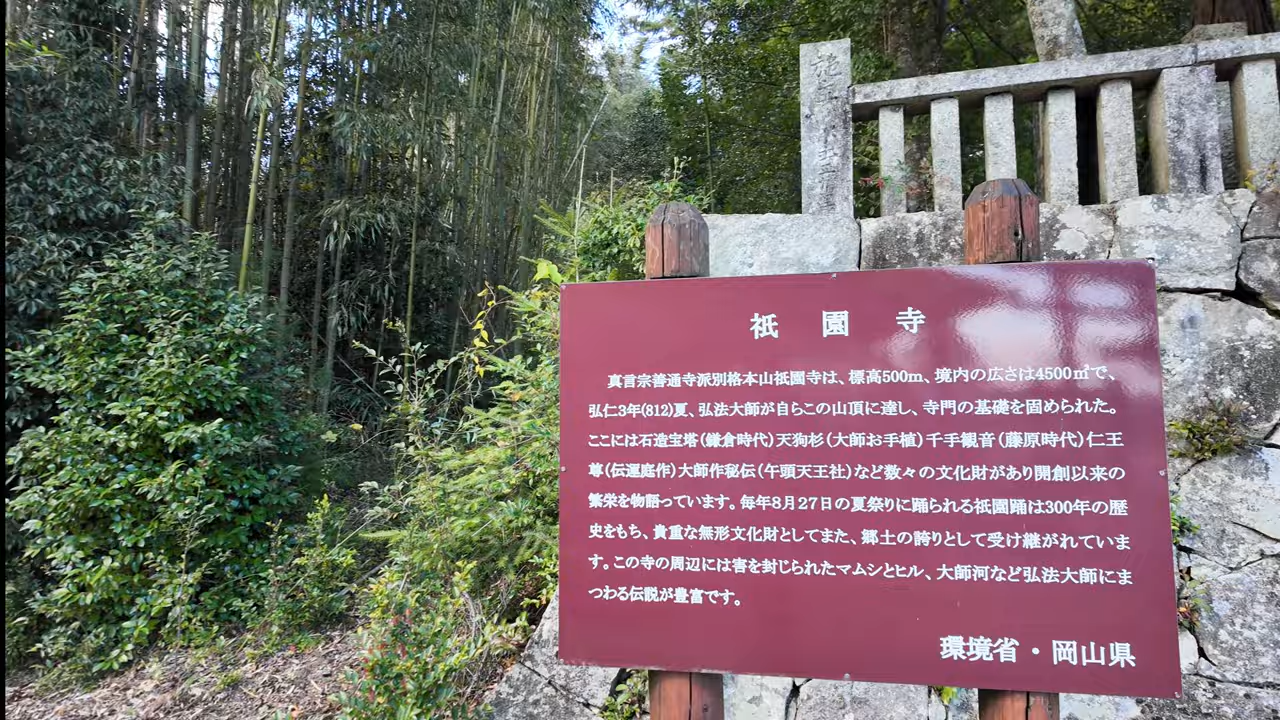 祇園寺
真言宗善通寺派別格本山祇園寺は、標高500m、境内の広さは4500㎡で、
弘仁3年(812)夏、弘法大師が自らこの山頂に達し、寺門の基礎を固められた。
ここには石造宝塔(鎌倉時代)天狗杉(大師お手植)千手観音(藤原時代)仁王
尊(伝運庭作)大師作秘伝(午頭天王社)など数々の文化財があり開創以来の
繁栄を物語っています。毎年8月27日の夏祭りに踊られる祇園踊は300年の歴
史をもち、貴重な無形文化財としてまた、郷土の誇りとして受け継がれていま
す。この寺の周辺には害を封じられたマムシとヒル、大師河など弘法大師にま
つわる伝説が豊富です。
環境省・岡山県